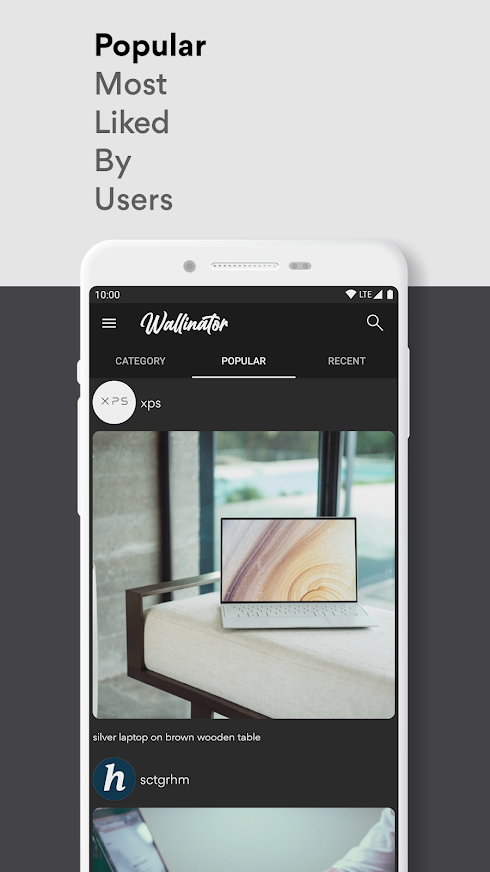 Popular
Most
Liked
By
Users
10:00 LTE
Wallinator
CATEGORY POPULAR RECENT
XPS xps
silver laptop on brown wooden table
h sctgrhm